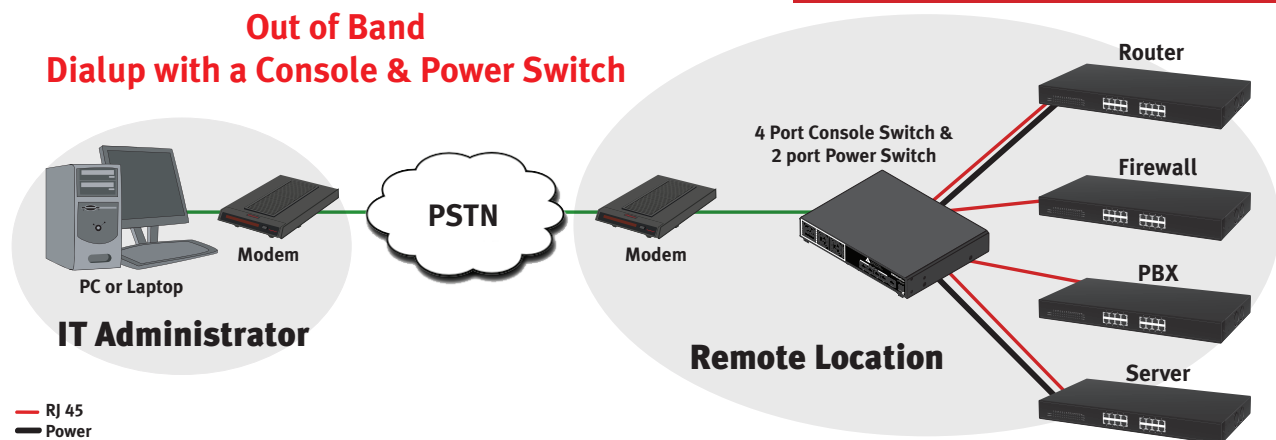 Out of Band
Dialup with a Console & Power Switch
PC or Laptop
Modem
IT Administrator
PSTN
Modem
4 Port Console Switch &
2 port Power Switch
Remote Location
Router
Firewall
PBX
Server
RJ 45
Power